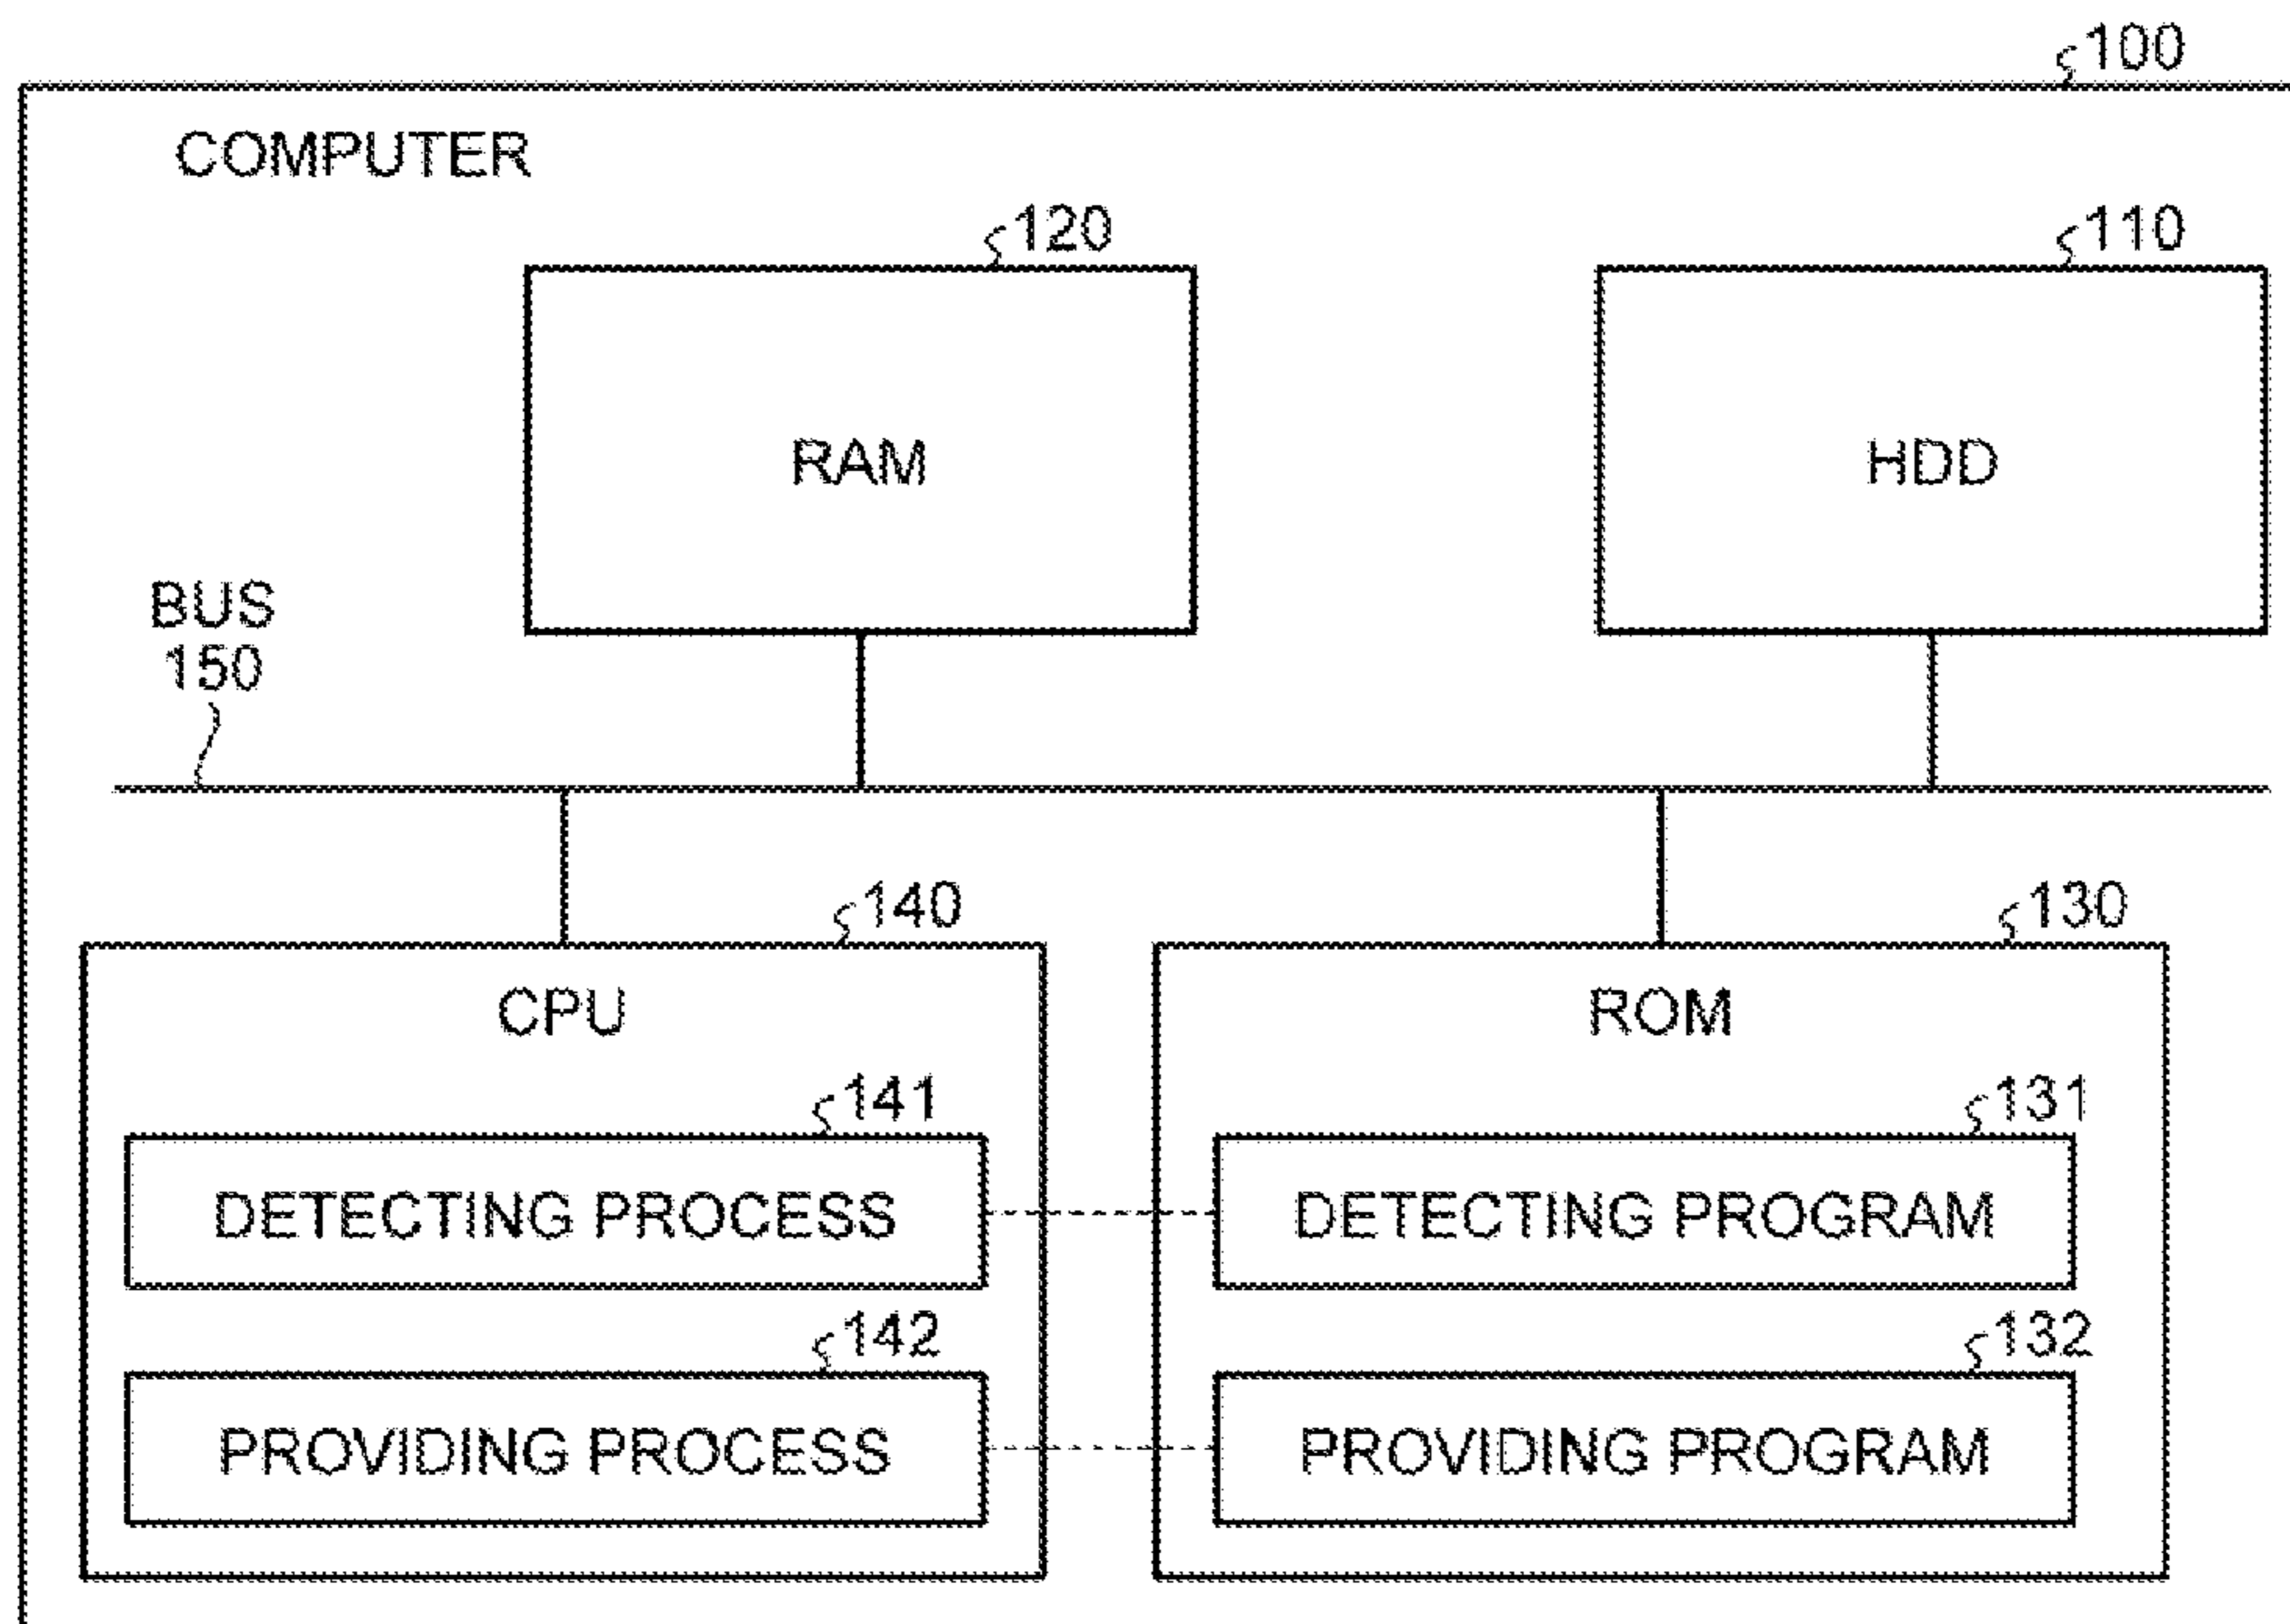 100
COMPUTER
120
110
RAM
HDD
BUS
150
140
130
CPU
ROM
141
131
DETECTING PROCESS
DETECTING PROGRAM
142
132
PROVIDING PROCESS
PROVIDING PROGRAM